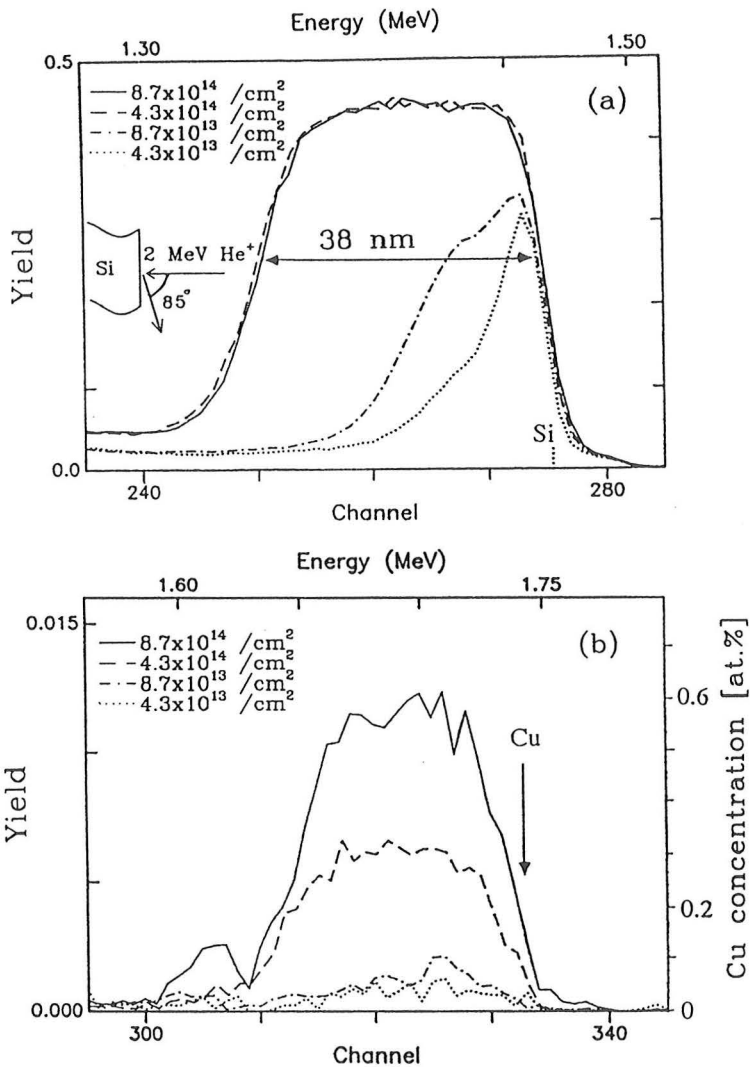 Energy (MeV)
1.30 1.50
0.5
(a)
8.7x10¹⁴ /cm²
4.3x10¹⁴ /cm²
8.7x10¹³ /cm²
4.3x10¹³ /cm²
Yield
38 nm
2 MeV He⁺
Si
85°
Si
0.0
240 280
Channel
Energy (MeV)
1.60 1.75
0.015
(b)
8.7x10¹⁴ /cm²
4.3x10¹⁴ /cm²
8.7x10¹³ /cm²
4.3x10¹³ /cm²
0.6
Cu
Yield
Cu concentration [at.%]
0.2
0.000
0
300 340
Channel